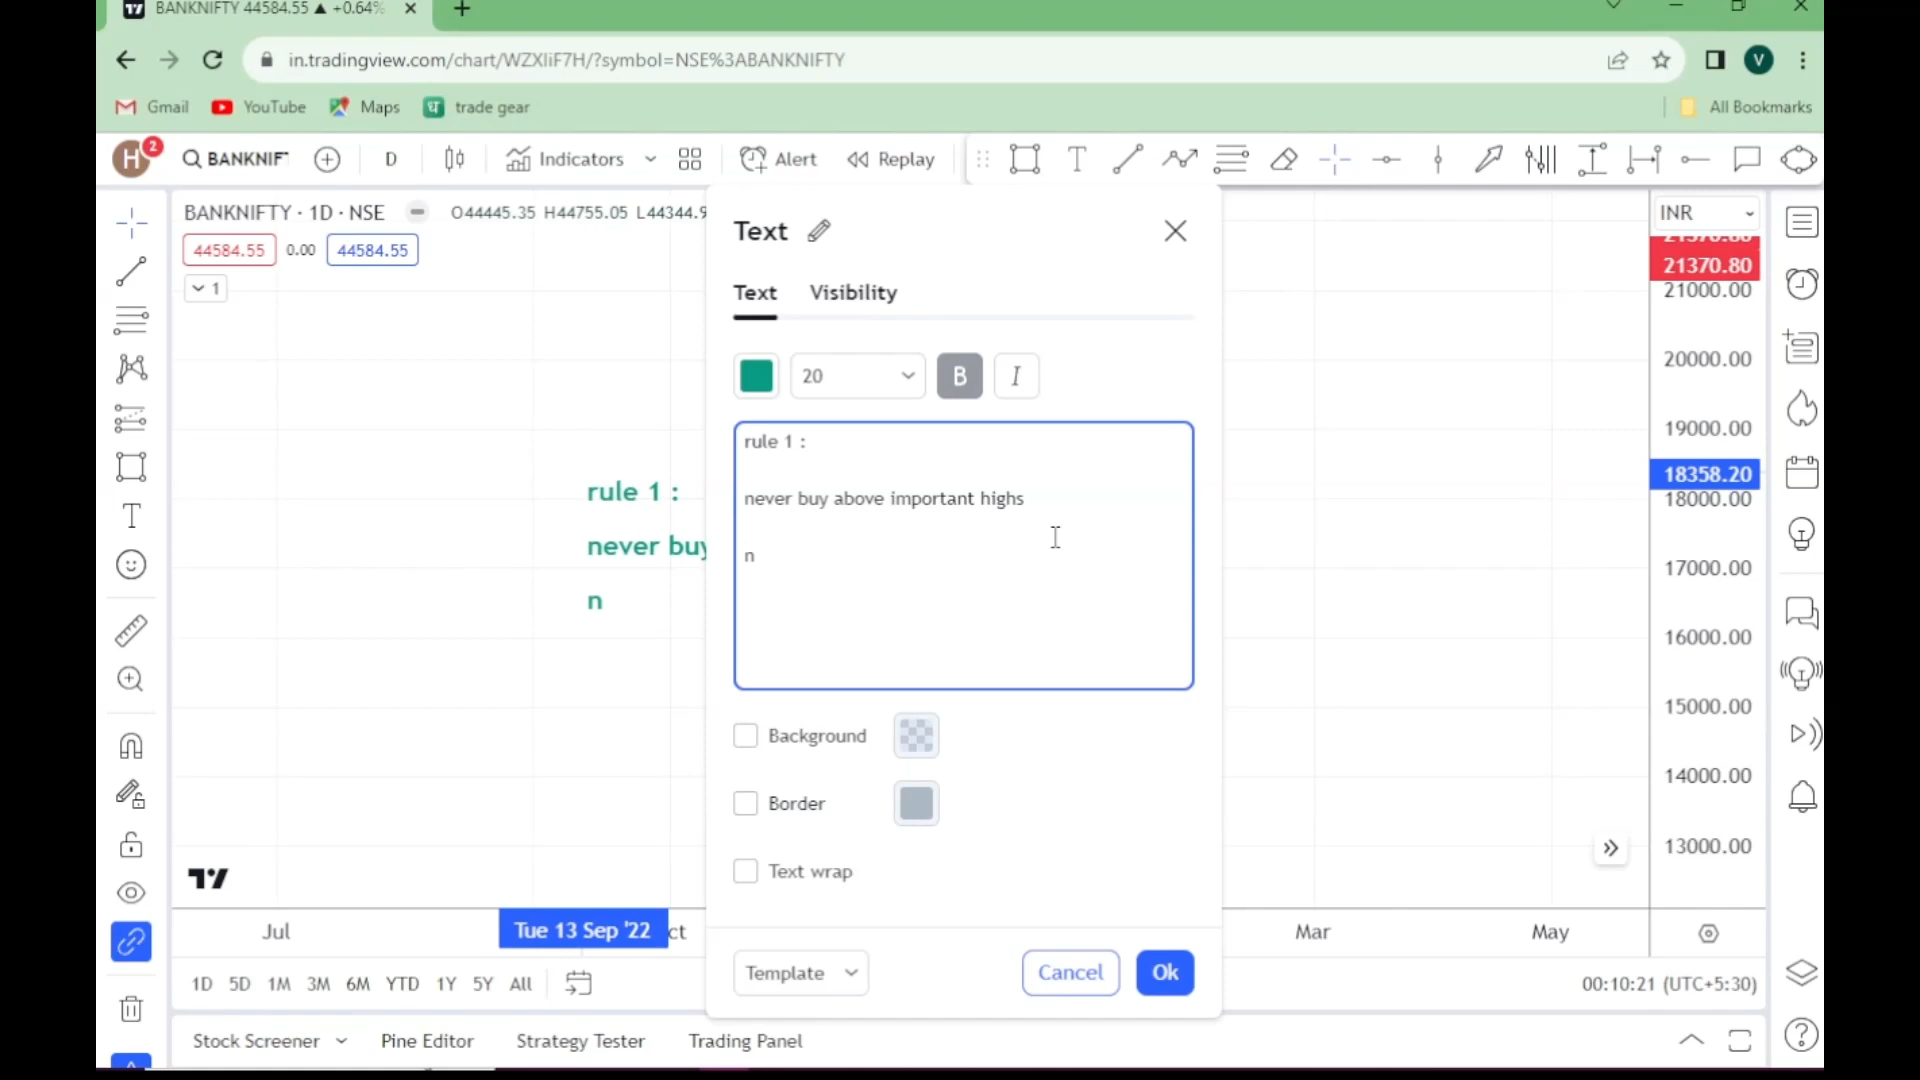 BANKNIFTY 44584.55 ▲ +0.64%
in.tradingview.com/chart/WZXIiF7H/?symbol=NSE%3ABANKNIFTY
V
Gmail YouTube Maps trade gear All Bookmarks
H 2 BANKNIF D Indicators Alert Replay
BANKNIFTY · 1D · NSE O44445.35 H44755.05 L44344.9
44584.55 0.00 44584.55
1
rule 1 :
never buy
n
Text
Text Visibility
20 B I
rule 1 :
never buy above important highs
n
Background
Border
Text wrap
Template Cancel Ok
INR
21370.80
21000.00
20000.00
19000.00
18358.20
18000.00
17000.00
16000.00
15000.00
14000.00
13000.00
Jul Tue 13 Sep '22 ct Mar May
1D 5D 1M 3M 6M YTD 1Y 5Y All 00:10:21 (UTC+5:30)
Stock Screener Pine Editor Strategy Tester Trading Panel